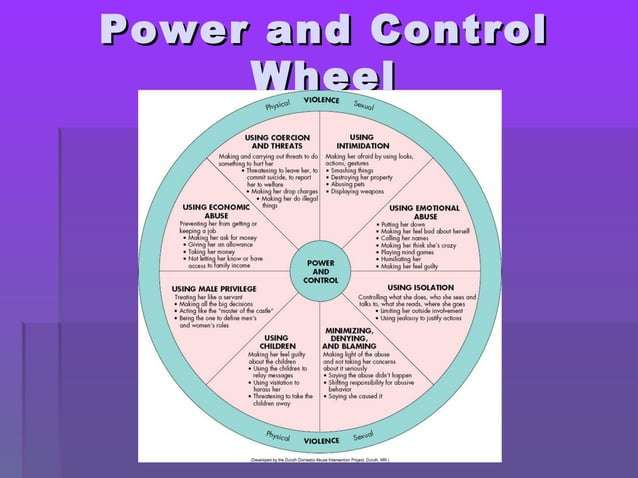 Power and Control
Wheel
Physical VIOLENCE Sexual
USING COERCION
AND THREATS
Making and carrying out threats to do
something to hurt her
• Threatening to leave her, to
commit suicide, to report
her to welfare
• Making her drop charges
• Making her do illegal
things
USING
INTIMIDATION
Making her afraid by using looks,
actions, gestures
• Smashing things
• Destroying her property
• Abusing pets
• Displaying weapons
USING ECONOMIC
ABUSE
Preventing her from getting or
keeping a job
• Making her ask for money
• Giving her an allowance
• Taking her money
• Not letting her know or have
access to family income
USING EMOTIONAL
ABUSE
• Putting her down
• Making her feel bad about herself
• Calling her names
• Making her think she's crazy
• Playing mind games
• Humiliating her
• Making her feel guilty
POWER
AND
CONTROL
USING MALE PRIVILEGE
Treating her like a servant
• Making all the big decisions
• Acting like the "master of the castle"
• Being the one to define men's
and women's roles
USING ISOLATION
Controlling what she does, who she sees and
talks to, what she reads, where she goes
• Limiting her outside involvement
• Using jealousy to justify actions
USING
CHILDREN
Making her feel guilty
about the children
• Using the children to
relay messages
• Using visitation to
harass her
• Threatening to take the
children away
MINIMIZING,
DENYING,
AND BLAMING
Making light of the abuse
and not taking her concerns
about it seriously
• Saying the abuse didn't happen
• Shifting responsibility for abusive
behavior
• Saying she caused it
Physical VIOLENCE Sexual
(Developed by the Duluth Domestic Abuse Intervention Project, Duluth, MN.)